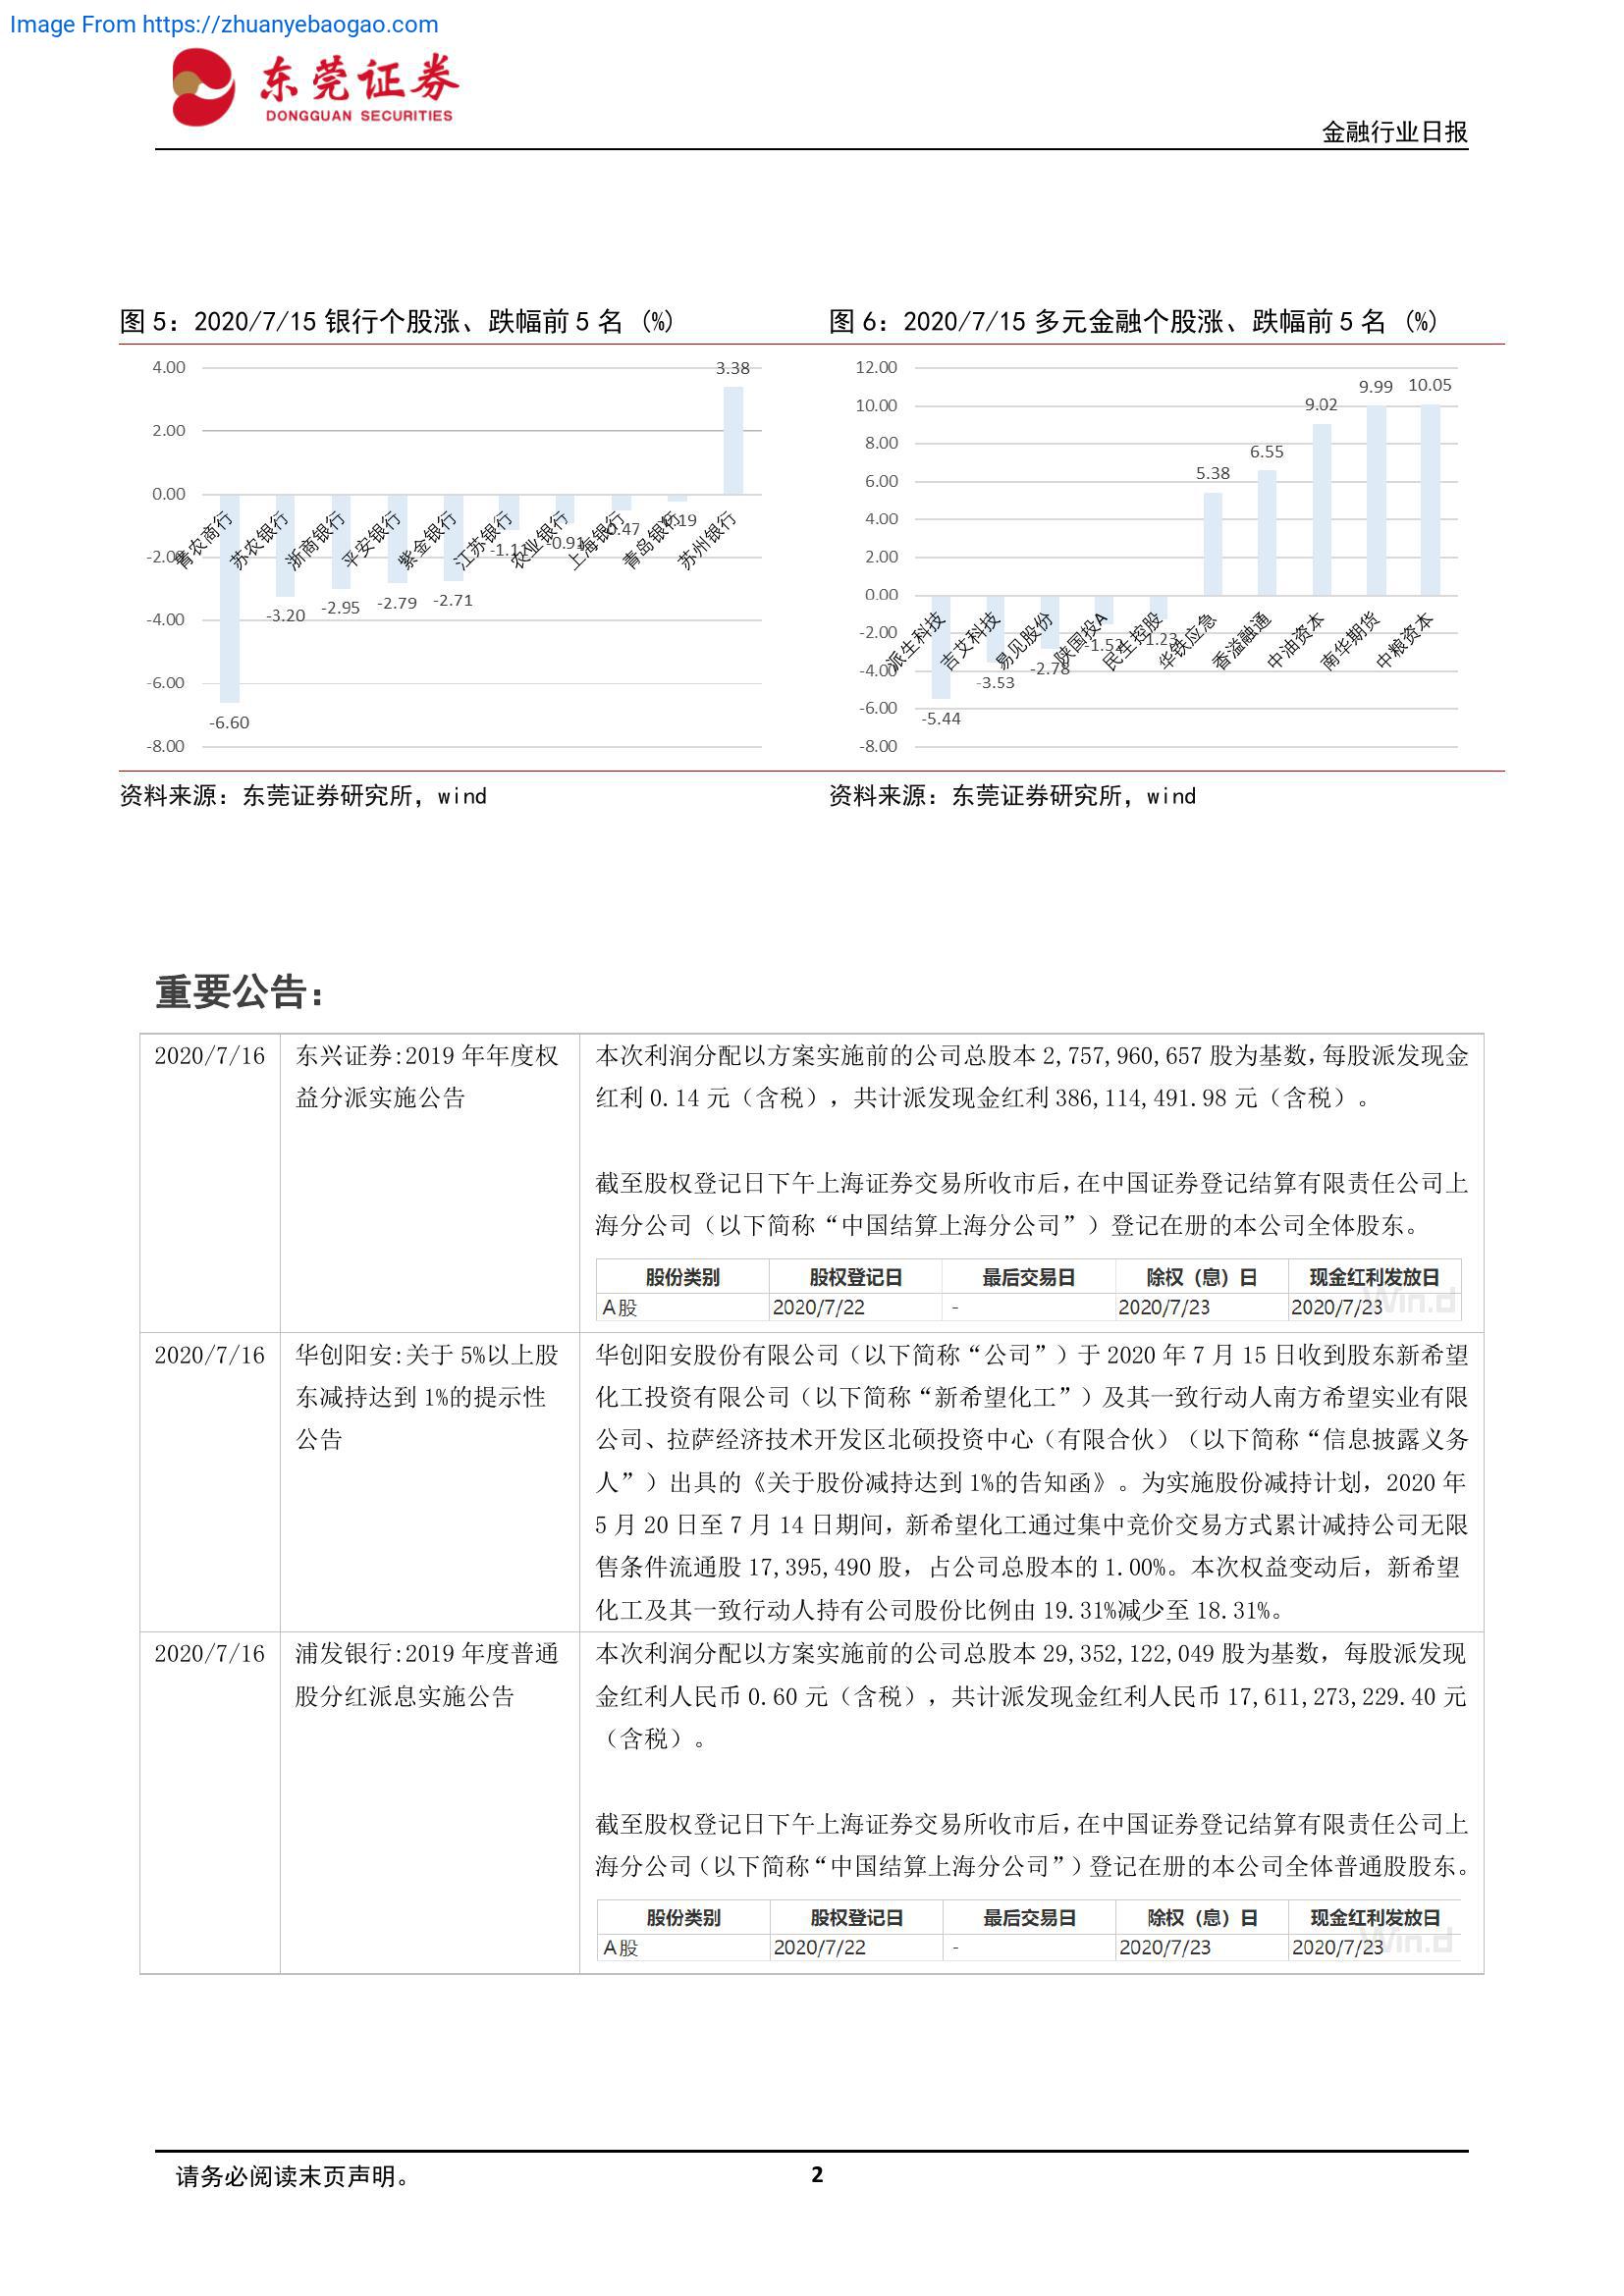 Image From https://zhuanyebaogao.com
东莞证券
DONGGUAN SECURITIES
金融行业日报
图 5：2020/7/15 银行个股涨、跌幅前 5 名 (%)
4.00
2.00
0.00
-2.00
-4.00
-6.00
-8.00
青农商行
苏农银行
浙商银行
平安银行
紫金银行
江苏银行
农业银行
上海银行
青岛银行
苏州银行
-6.60
-3.20
-2.95
-2.79
-2.71
-0.91
-0.47
-0.19
3.38
资料来源：东莞证券研究所，wind
图 6：2020/7/15 多元金融个股涨、跌幅前 5 名 (%)
12.00
10.00
8.00
6.00
4.00
2.00
0.00
-2.00
-4.00
-6.00
-8.00
派生科技
吉艾科技
易见股份
陕国投A
民生控股
华铁应急
香溢融通
中油资本
南华期货
中粮资本
-5.44
-3.53
-2.78
-1.23
5.38
6.55
9.02
9.99
10.05
资料来源：东莞证券研究所，wind
重要公告：
2020/7/16
东兴证券:2019 年年度权
益分派实施公告
本次利润分配以方案实施前的公司总股本 2,757,960,657 股为基数，每股派发现金
红利 0.14 元（含税），共计派发现金红利 386,114,491.98 元（含税）。
截至股权登记日下午上海证券交易所收市后，在中国证券登记结算有限责任公司上
海分公司（以下简称“中国结算上海分公司”）登记在册的本公司全体股东。
股份类别 股权登记日 最后交易日 除权（息）日 现金红利发放日
A股 2020/7/22 - 2020/7/23 2020/7/23
Win.d
2020/7/16
华创阳安:关于 5%以上股
东减持达到 1%的提示性
公告
华创阳安股份有限公司（以下简称“公司”）于 2020 年 7 月 15 日收到股东新希望
化工投资有限公司（以下简称“新希望化工”）及其一致行动人南方希望实业有限
公司、拉萨经济技术开发区北硕投资中心（有限合伙）（以下简称“信息披露义务
人”）出具的《关于股份减持达到 1%的告知函》。为实施股份减持计划，2020 年
5 月 20 日至 7 月 14 日期间，新希望化工通过集中竞价交易方式累计减持公司无限
售条件流通股 17,395,490 股，占公司总股本的 1.00%。本次权益变动后，新希望
化工及其一致行动人持有公司股份比例由 19.31%减少至 18.31%。
2020/7/16
浦发银行:2019 年度普通
股分红派息实施公告
本次利润分配以方案实施前的公司总股本 29,352,122,049 股为基数，每股派发现
金红利人民币 0.60 元（含税），共计派发现金红利人民币 17,611,273,229.40 元
（含税）。
截至股权登记日下午上海证券交易所收市后，在中国证券登记结算有限责任公司上
海分公司（以下简称“中国结算上海分公司”）登记在册的本公司全体普通股股东。
股份类别 股权登记日 最后交易日 除权（息）日 现金红利发放日
A股 2020/7/22 - 2020/7/23 2020/7/23
Win.d
请务必阅读末页声明。
2